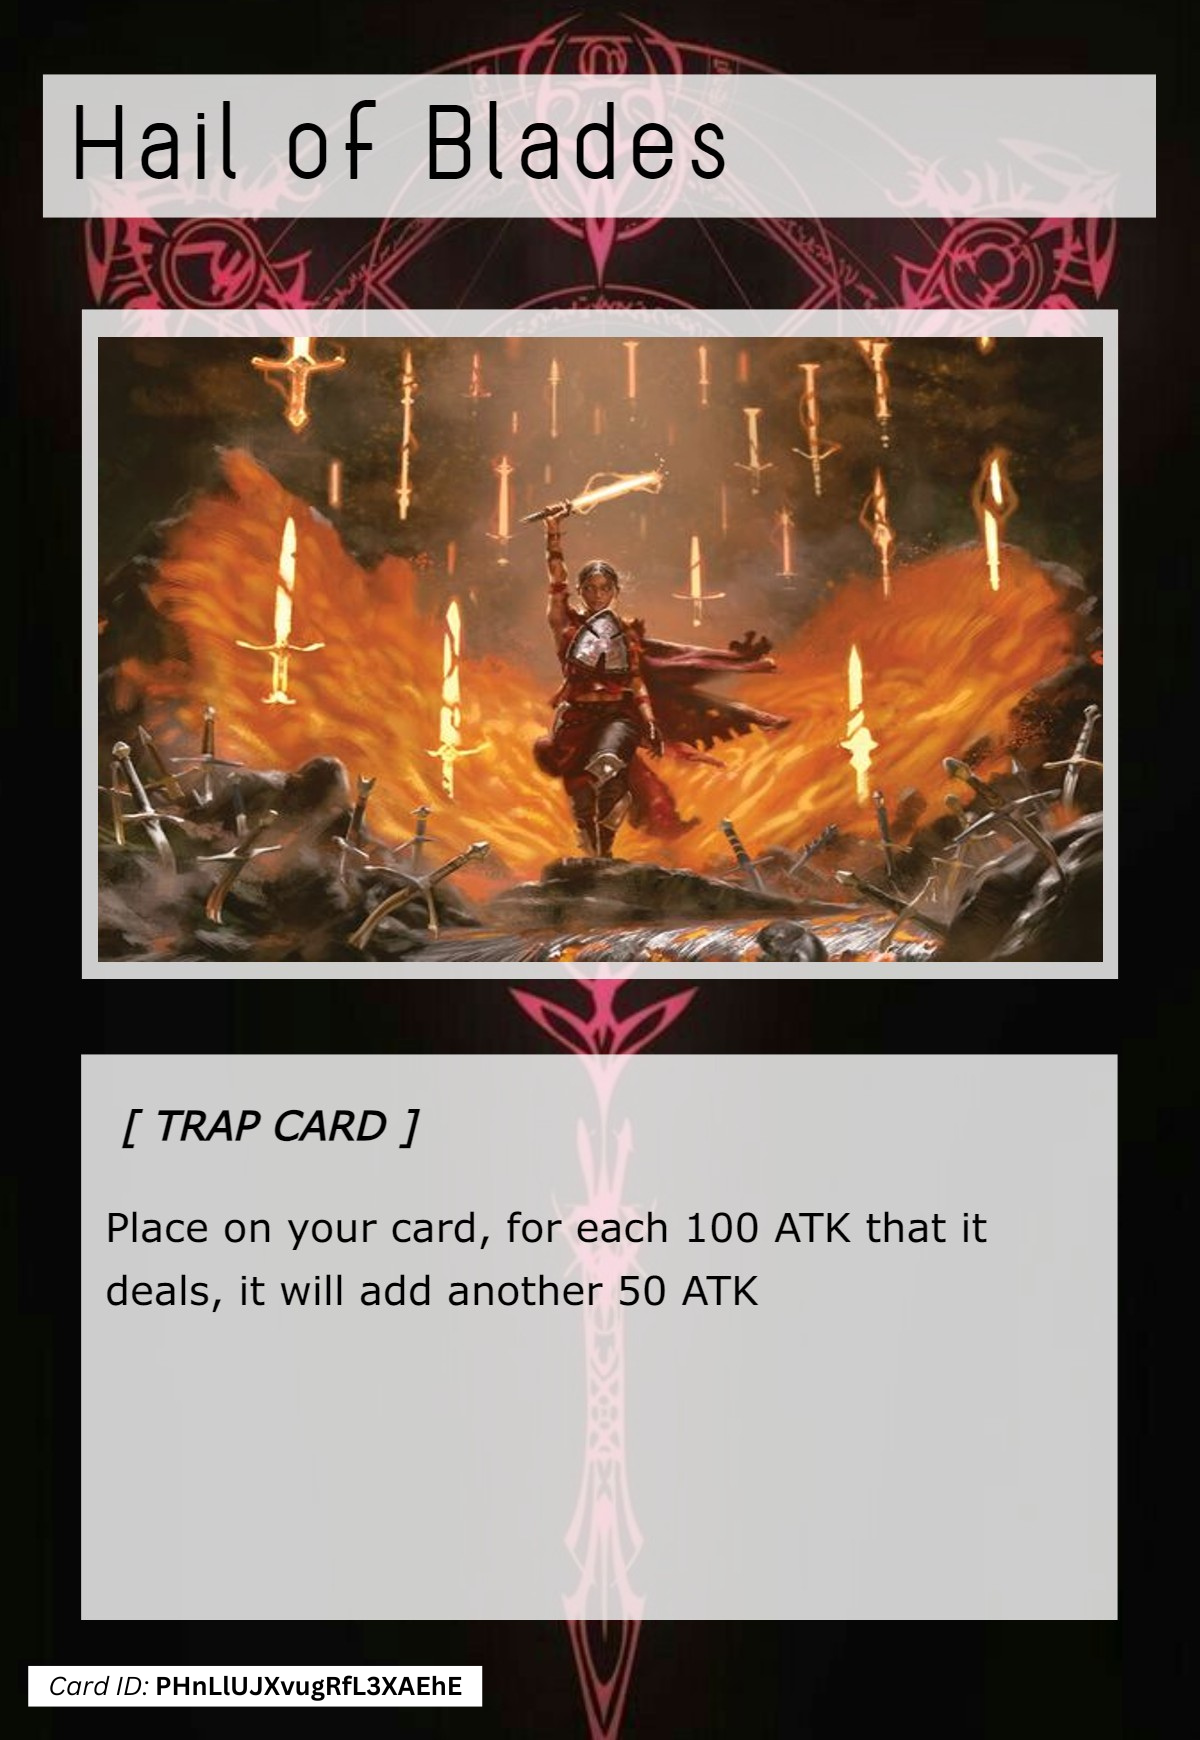 Hail of Blades
[ TRAP CARD ]
Place on your card, for each 100 ATK that it
deals, it will add another 50 ATK
Card ID: PHnLlUJXvugRfL3XAEhE